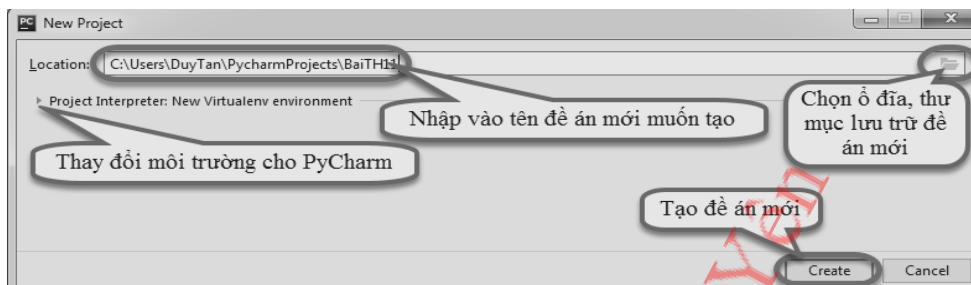 PC New Project
Location: C:\Users\DuyTan\PycharmProjects\BaiTH11
Project Interpreter: New Virtualenv environment
Nhập vào tên đề án mới muốn tạo
Chọn ổ đĩa, thư
mục lưu trữ đề
án mới
Thay đổi môi trường cho PyCharm
Tạo đề án mới
Yên
Create Cancel